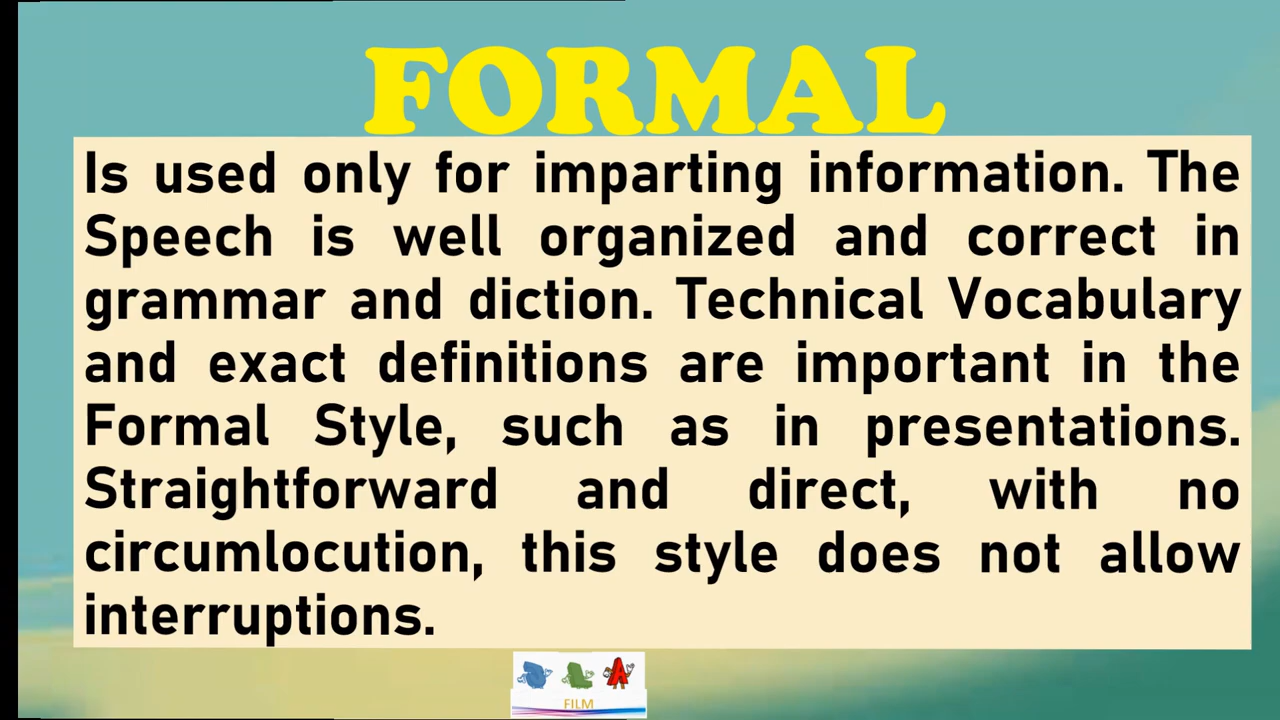 FORMAL
Is used only for imparting information. The
Speech is well organized and correct in
grammar and diction. Technical Vocabulary
and exact definitions are important in the
Formal Style, such as in presentations.
Straightforward and direct, with no
circumlocution, this style does not allow
interruptions.
FILM